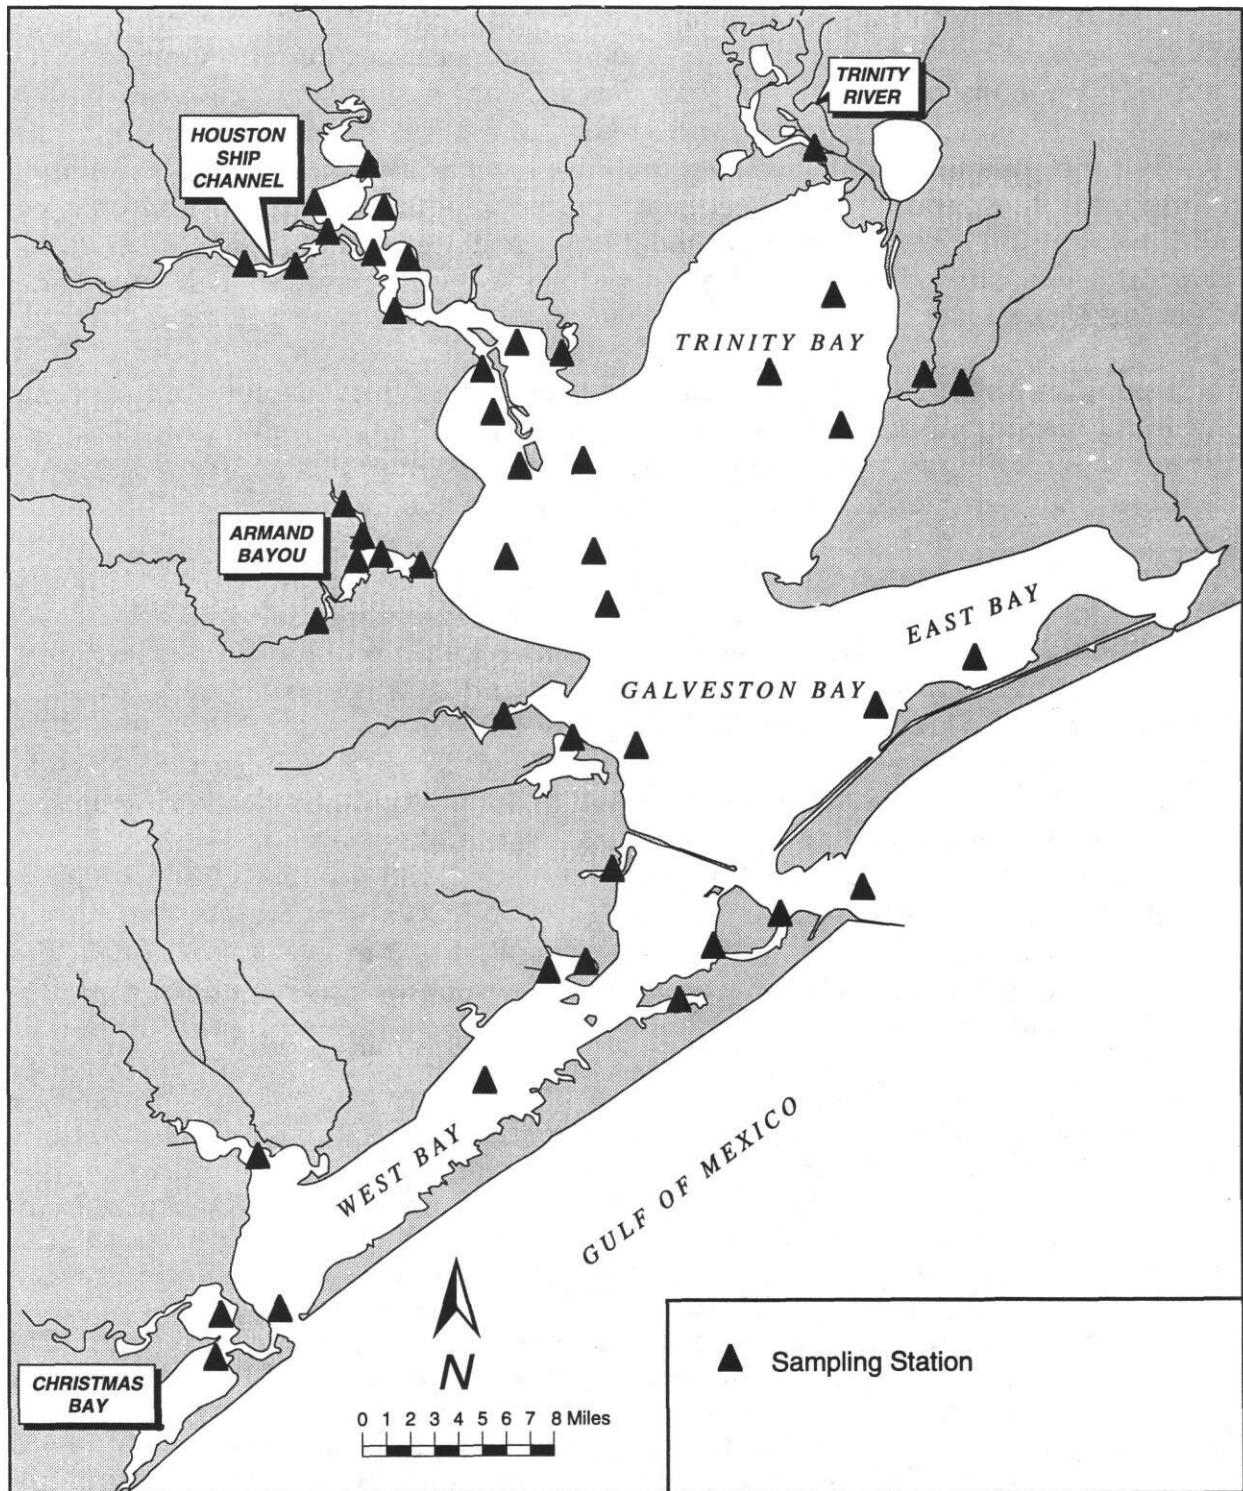 TRINITY
RIVER
HOUSTON
SHIP
CHANNEL
TRINITY BAY
ARMAND
BAYOU
EAST BAY
GALVESTON BAY
WEST BAY
GULF OF MEXICO
CHRISTMAS
BAY
N
0 1 2 3 4 5 6 7 8 Miles
Sampling Station